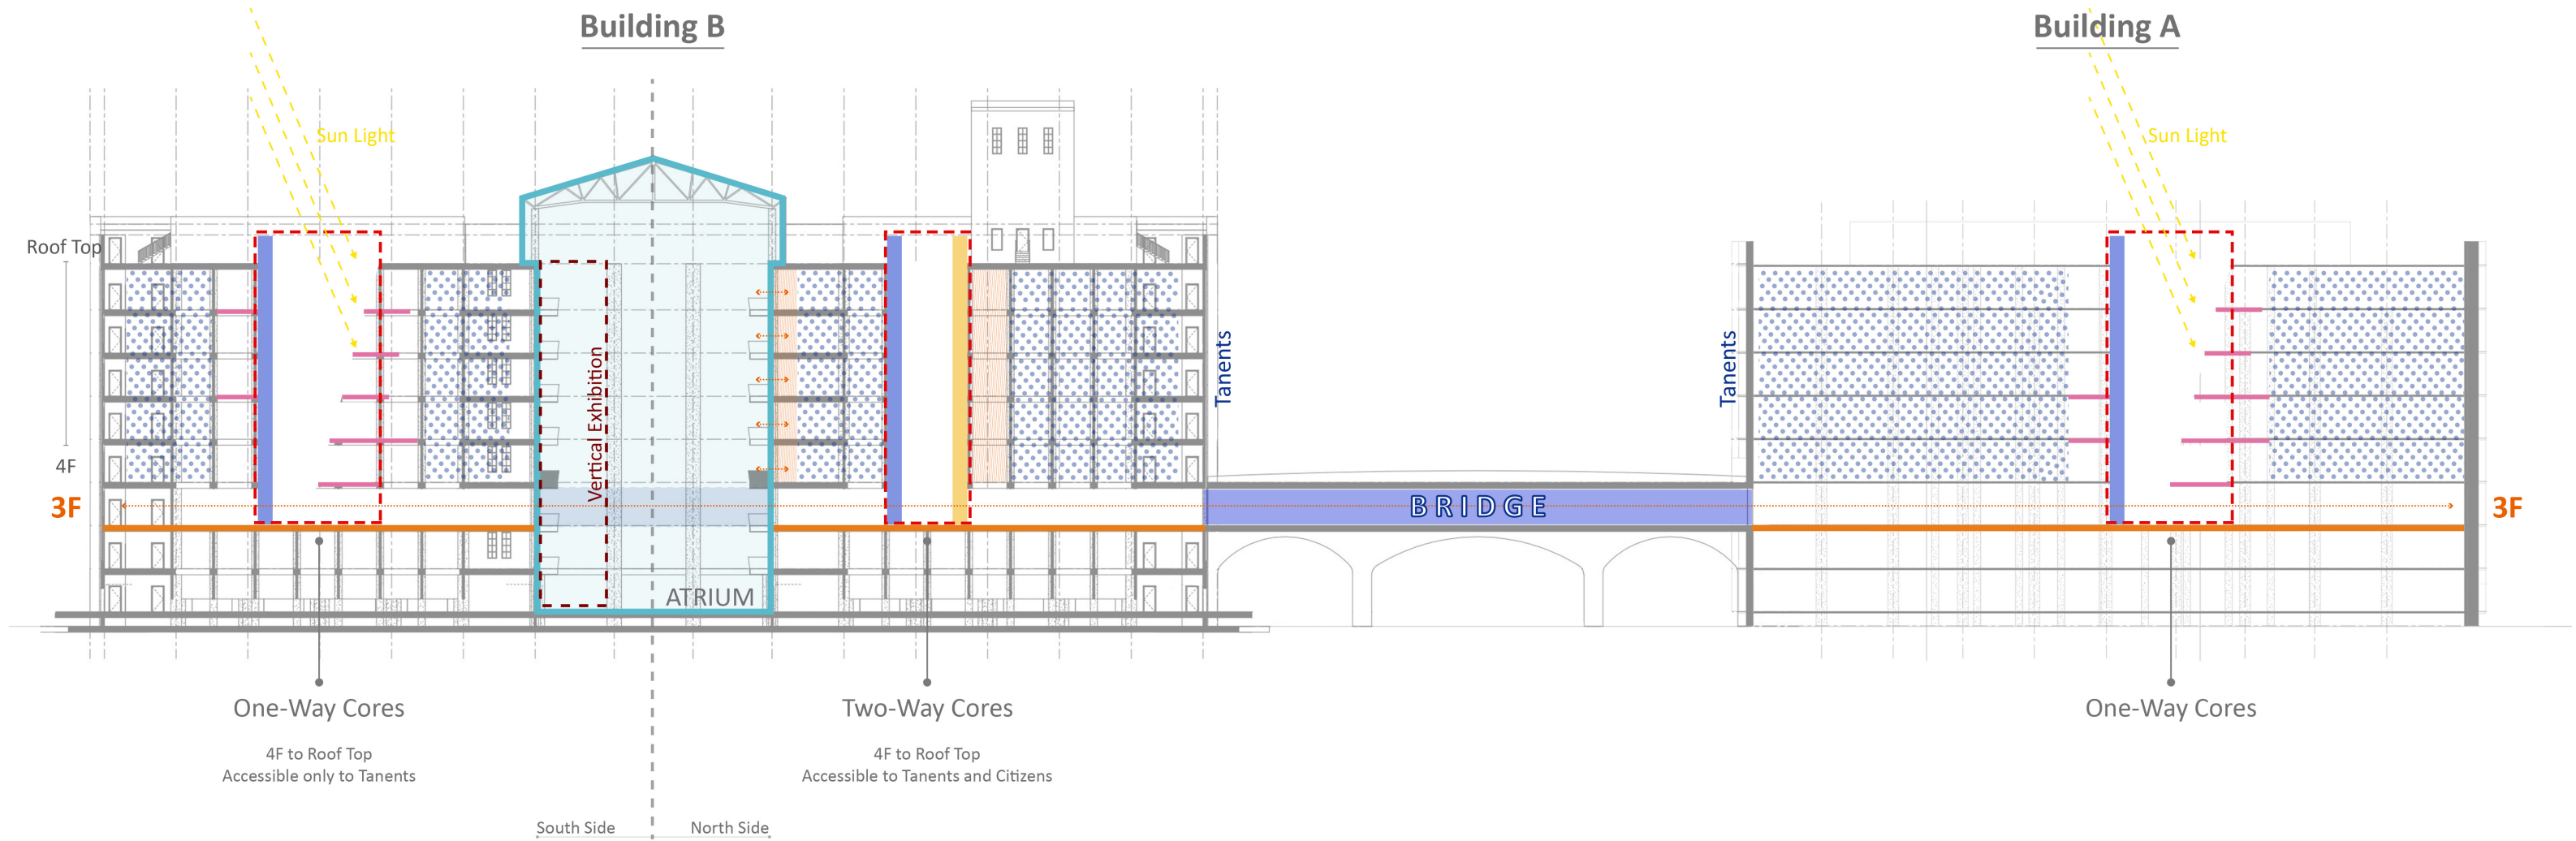 Building B
Building A
Sun Light
Sun Light
Roof Top
4F
3F
Vertical Exhibition
ATRIUM
Tanents
BRIDGE
Tanents
3F
One-Way Cores
4F to Roof Top
Accessible only to Tanents
Two-Way Cores
4F to Roof Top
Accessible to Tanents and Citizens
One-Way Cores
South Side
North Side